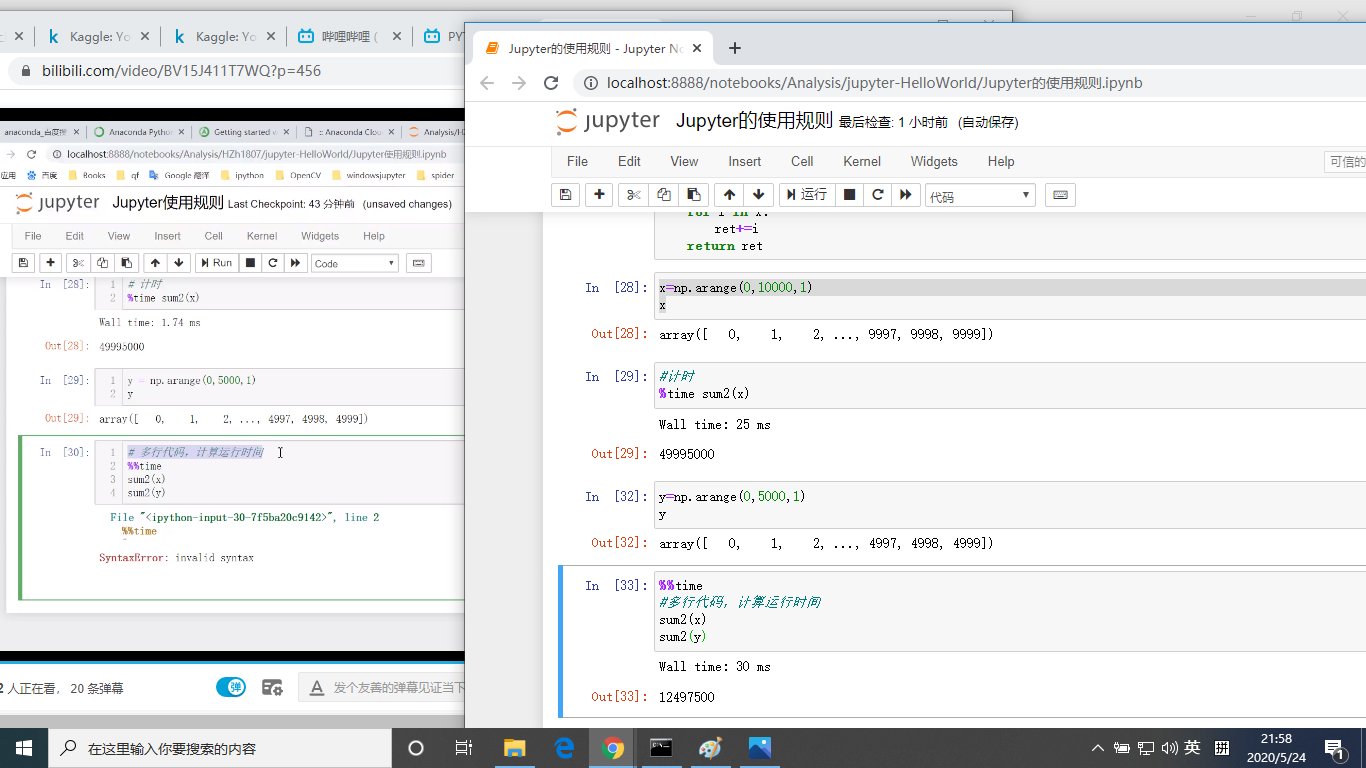 Kaggle: Yo
Kaggle: Yo
哔哩哔哩 (
PY
bilibili.com/video/BV15J411T7WQ?p=456
anaconda_百度搜
Anaconda Python
Getting started w
:: Anaconda Clou
Analysis/HZ
localhost:8888/notebooks/Analysis/HZh1807/jupyter-HelloWorld/Jupyter使用规则.ipynb
应用
百度
Books
qf
Google 翻译
ipython
OpenCV
windowsjupyter
spider
jupyter Jupyter使用规则 Last Checkpoint: 43 分钟前 (unsaved changes)
File Edit View Insert Cell Kernel Widgets Help
Run Code
In [28]: 1 # 计时
2 %time sum2(x)
Wall time: 1.74 ms
Out[28]: 49995000
In [29]: 1 y = np.arange(0,5000,1)
2 y
Out[29]: array([ 0, 1, 2, ..., 4997, 4998, 4999])
In [30]: 1 # 多行代码，计算运行时间
2 %%time
3 sum2(x)
4 sum2(y)
File "<ipython-input-30-7f5ba20c9142>", line 2
%%time
^
SyntaxError: invalid syntax
2 人正在看， 20 条弹幕
弹
A 发个友善的弹幕见证当下
Jupyter的使用规则 - Jupyter No
localhost:8888/notebooks/Analysis/jupyter-HelloWorld/Jupyter的使用规则.ipynb
jupyter Jupyter的使用规则 最后检查: 1 小时前 (自动保存)
File Edit View Insert Cell Kernel Widgets Help 可信的
运行 代码
for i in x:
ret+=i
return ret
In [28]: x=np.arange(0,10000,1)
x
Out[28]: array([ 0, 1, 2, ..., 9997, 9998, 9999])
In [29]: #计时
%time sum2(x)
Wall time: 25 ms
Out[29]: 49995000
In [32]: y=np.arange(0,5000,1)
y
Out[32]: array([ 0, 1, 2, ..., 4997, 4998, 4999])
In [33]: %%time
#多行代码，计算运行时间
sum2(x)
sum2(y)
Wall time: 30 ms
Out[33]: 12497500
在这里输入你要搜索的内容
英
拼
21:58
2020/5/24
1